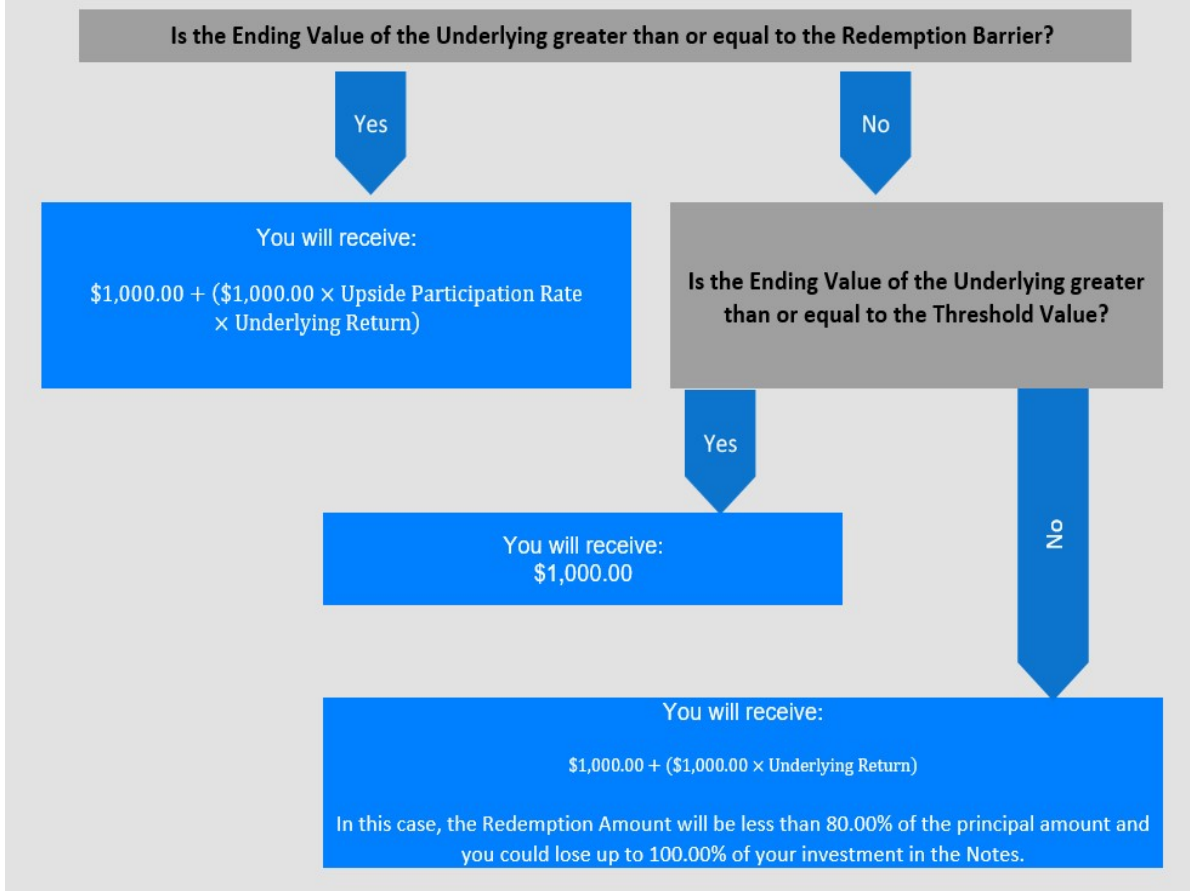 Is the Ending Value of the Underlying greater than or equal to the Redemption Barrier?
Yes
No
You will receive:
$1,000.00 + ($1,000.00 × Upside Participation Rate
× Underlying Return)
Is the Ending Value of the Underlying greater
than or equal to the Threshold Value?
Yes
No
You will receive:
$1,000.00
You will receive:
$1,000.00 + ($1,000.00 × Underlying Return)
In this case, the Redemption Amount will be less than 80.00% of the principal amount and
you could lose up to 100.00% of your investment in the Notes.